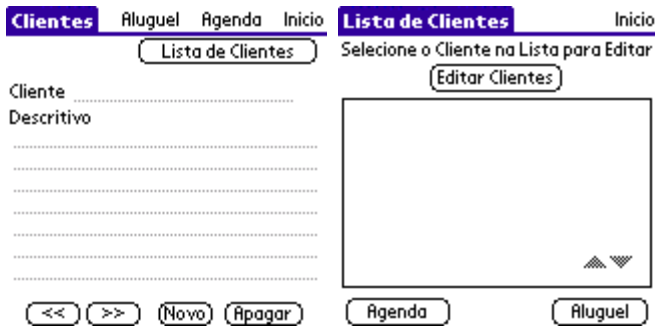 Clientes Aluguel Agenda Inicio
Lista de Clientes
Cliente
Descritivo
<< >> Novo Apagar
Lista de Clientes Inicio
Selecione o Cliente na Lista para Editar
Editar Clientes
Agenda Aluguel